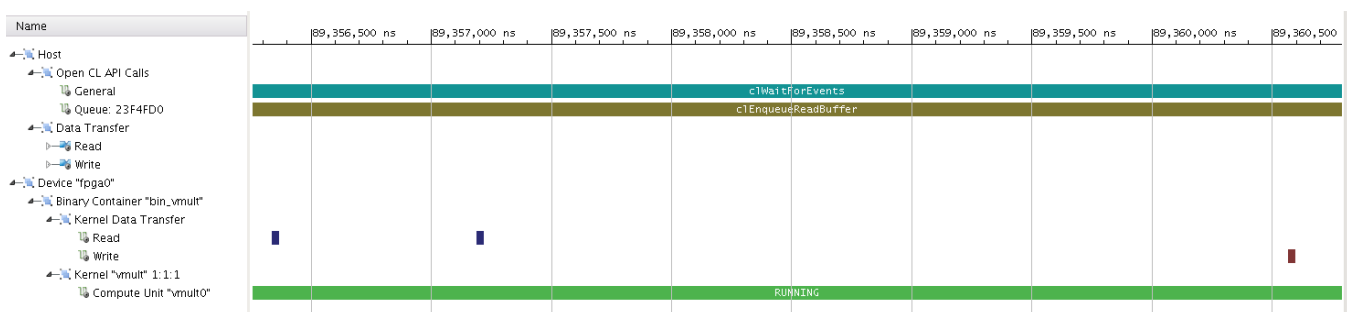 Name
89,356,500 ns 89,357,000 ns 89,357,500 ns 89,358,000 ns 89,358,500 ns 89,359,000 ns 89,359,500 ns 89,360,000 ns 89,360,500
Host
Open CL API Calls
General clWaitForEvents
Queue: 23F4FD0 clEnqueueReadBuffer
Data Transfer
Read
Write
Device "fpga0"
Binary Container "bin_vmult"
Kernel Data Transfer
Read
Write
Kernel "vmult" 1:1:1
Compute Unit "vmult0" RUNNING